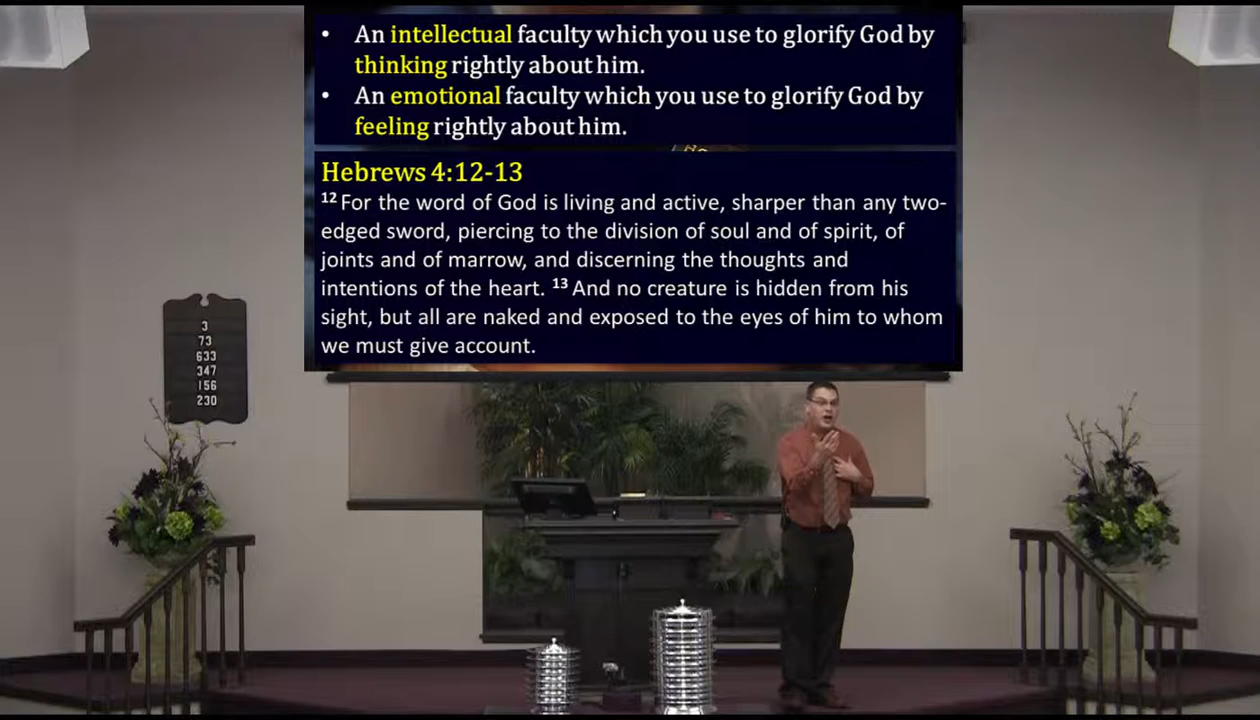 • An intellectual faculty which you use to glorify God by
thinking rightly about him.
• An emotional faculty which you use to glorify God by
feeling rightly about him.
Hebrews 4:12-13
12 For the word of God is living and active, sharper than any two-
edged sword, piercing to the division of soul and of spirit, of
joints and of marrow, and discerning the thoughts and
intentions of the heart. 13 And no creature is hidden from his
sight, but all are naked and exposed to the eyes of him to whom
we must give account.
3
73
633
347
156
230